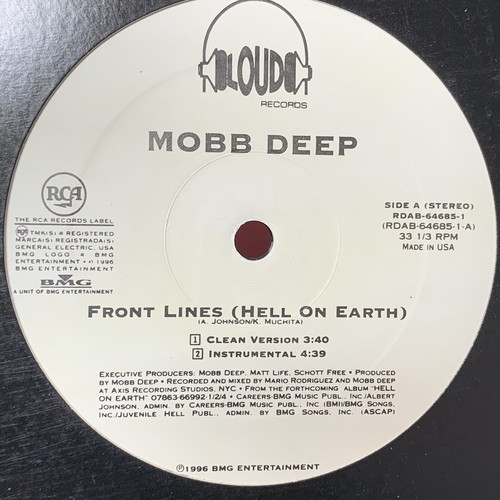 LOUD
RECORDS
MOBB DEEP
RCA
THE RCA RECORDS LABEL
TMK(S) ® REGISTERED
MARCA(S) REGISTRADA(S)
GENERAL ELECTRIC, USA
BMG LOGO ® BMG
ENTERTAINMENT • © 1996
BMG ENTERTAINMENT
BMG
A UNIT OF BMG ENTERTAINMENT
SIDE A (STEREO)
RDAB-64685-1
(RDAB-64685-1-A)
33 1/3 RPM
MADE IN USA
FRONT LINES (HELL ON EARTH)
(A. JOHNSON/K. MUCHITA)
1 CLEAN VERSION 3:40
2 INSTRUMENTAL 4:39
EXECUTIVE PRODUCERS: MOBB DEEP, MATT LIFE, SCHOTT FREE • PRODUCED
BY MOBB DEEP • RECORDED AND MIXED BY MARIO RODRIGUEZ AND MOBB DEEP
AT AXIS RECORDING STUDIOS, NYC • FROM THE FORTHCOMING ALBUM "HELL
ON EARTH" 07863-66992-1/2/4 • CAREERS-BMG MUSIC PUBL., INC./ALBERT
JOHNSON, ADMIN. BY CAREERS-BMG MUSIC PUBL., INC (BMI)/BMG SONGS,
INC./JUVENILE HELL PUBL., ADMIN. BY BMG SONGS, INC. (ASCAP)
℗1996 BMG ENTERTAINMENT